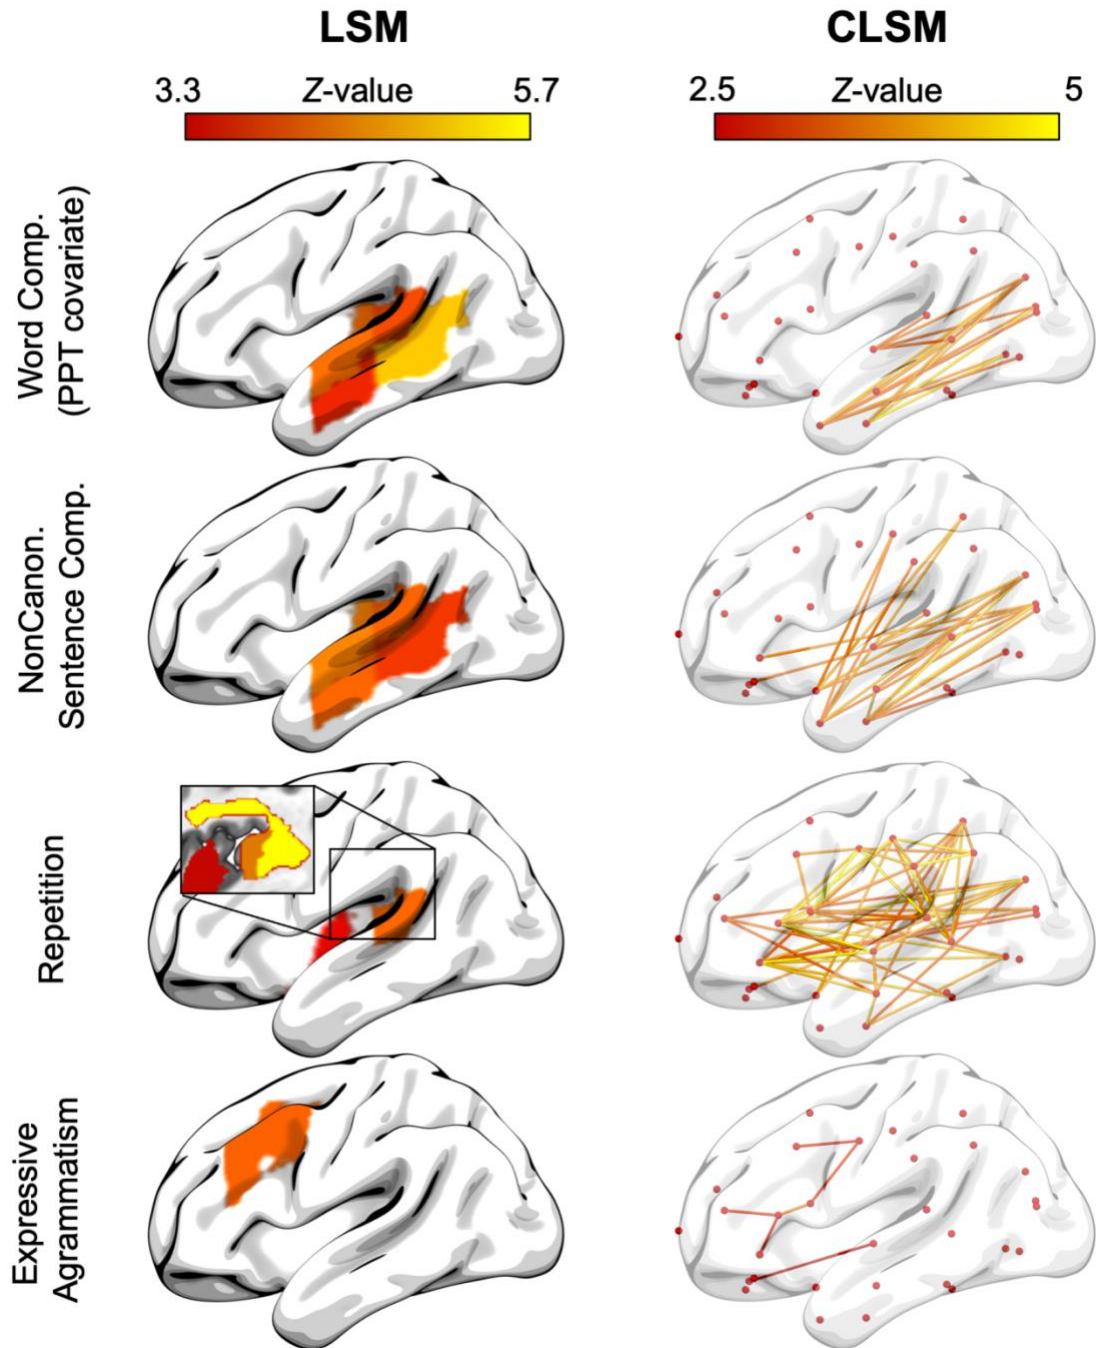 LSM
CLSM
3.3 Z-value 5.7
2.5 Z-value 5
Word Comp.
(PPT covariate)
NonCanon.
Sentence Comp.
Repetition
Expressive
Agrammatism